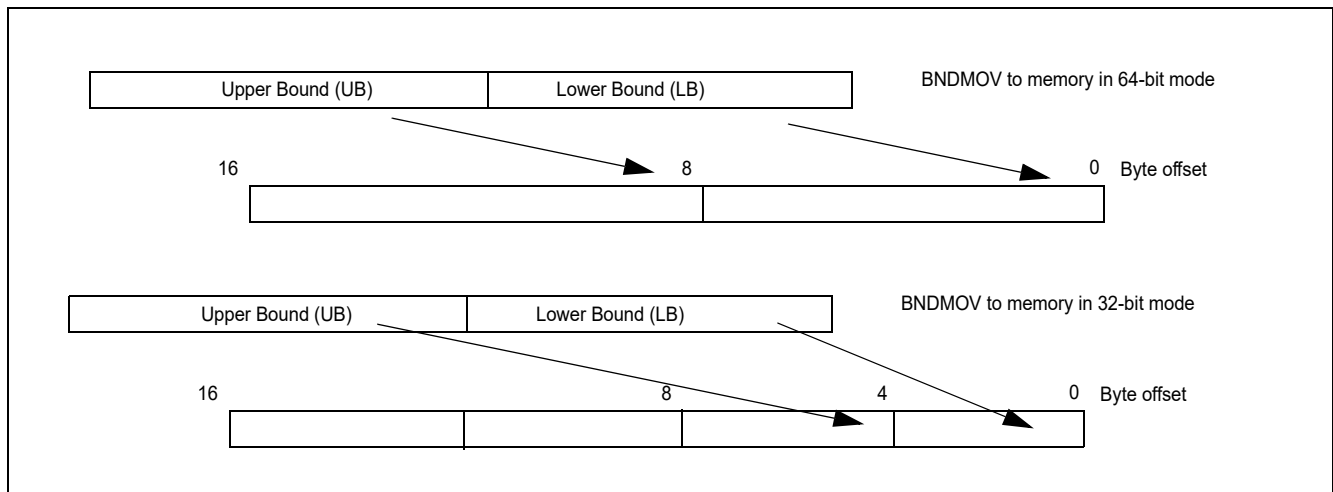 Upper Bound (UB) Lower Bound (LB) BNDMOV to memory in 64-bit mode
16 8 0 Byte offset
Upper Bound (UB) Lower Bound (LB) BNDMOV to memory in 32-bit mode
16 8 4 0 Byte offset